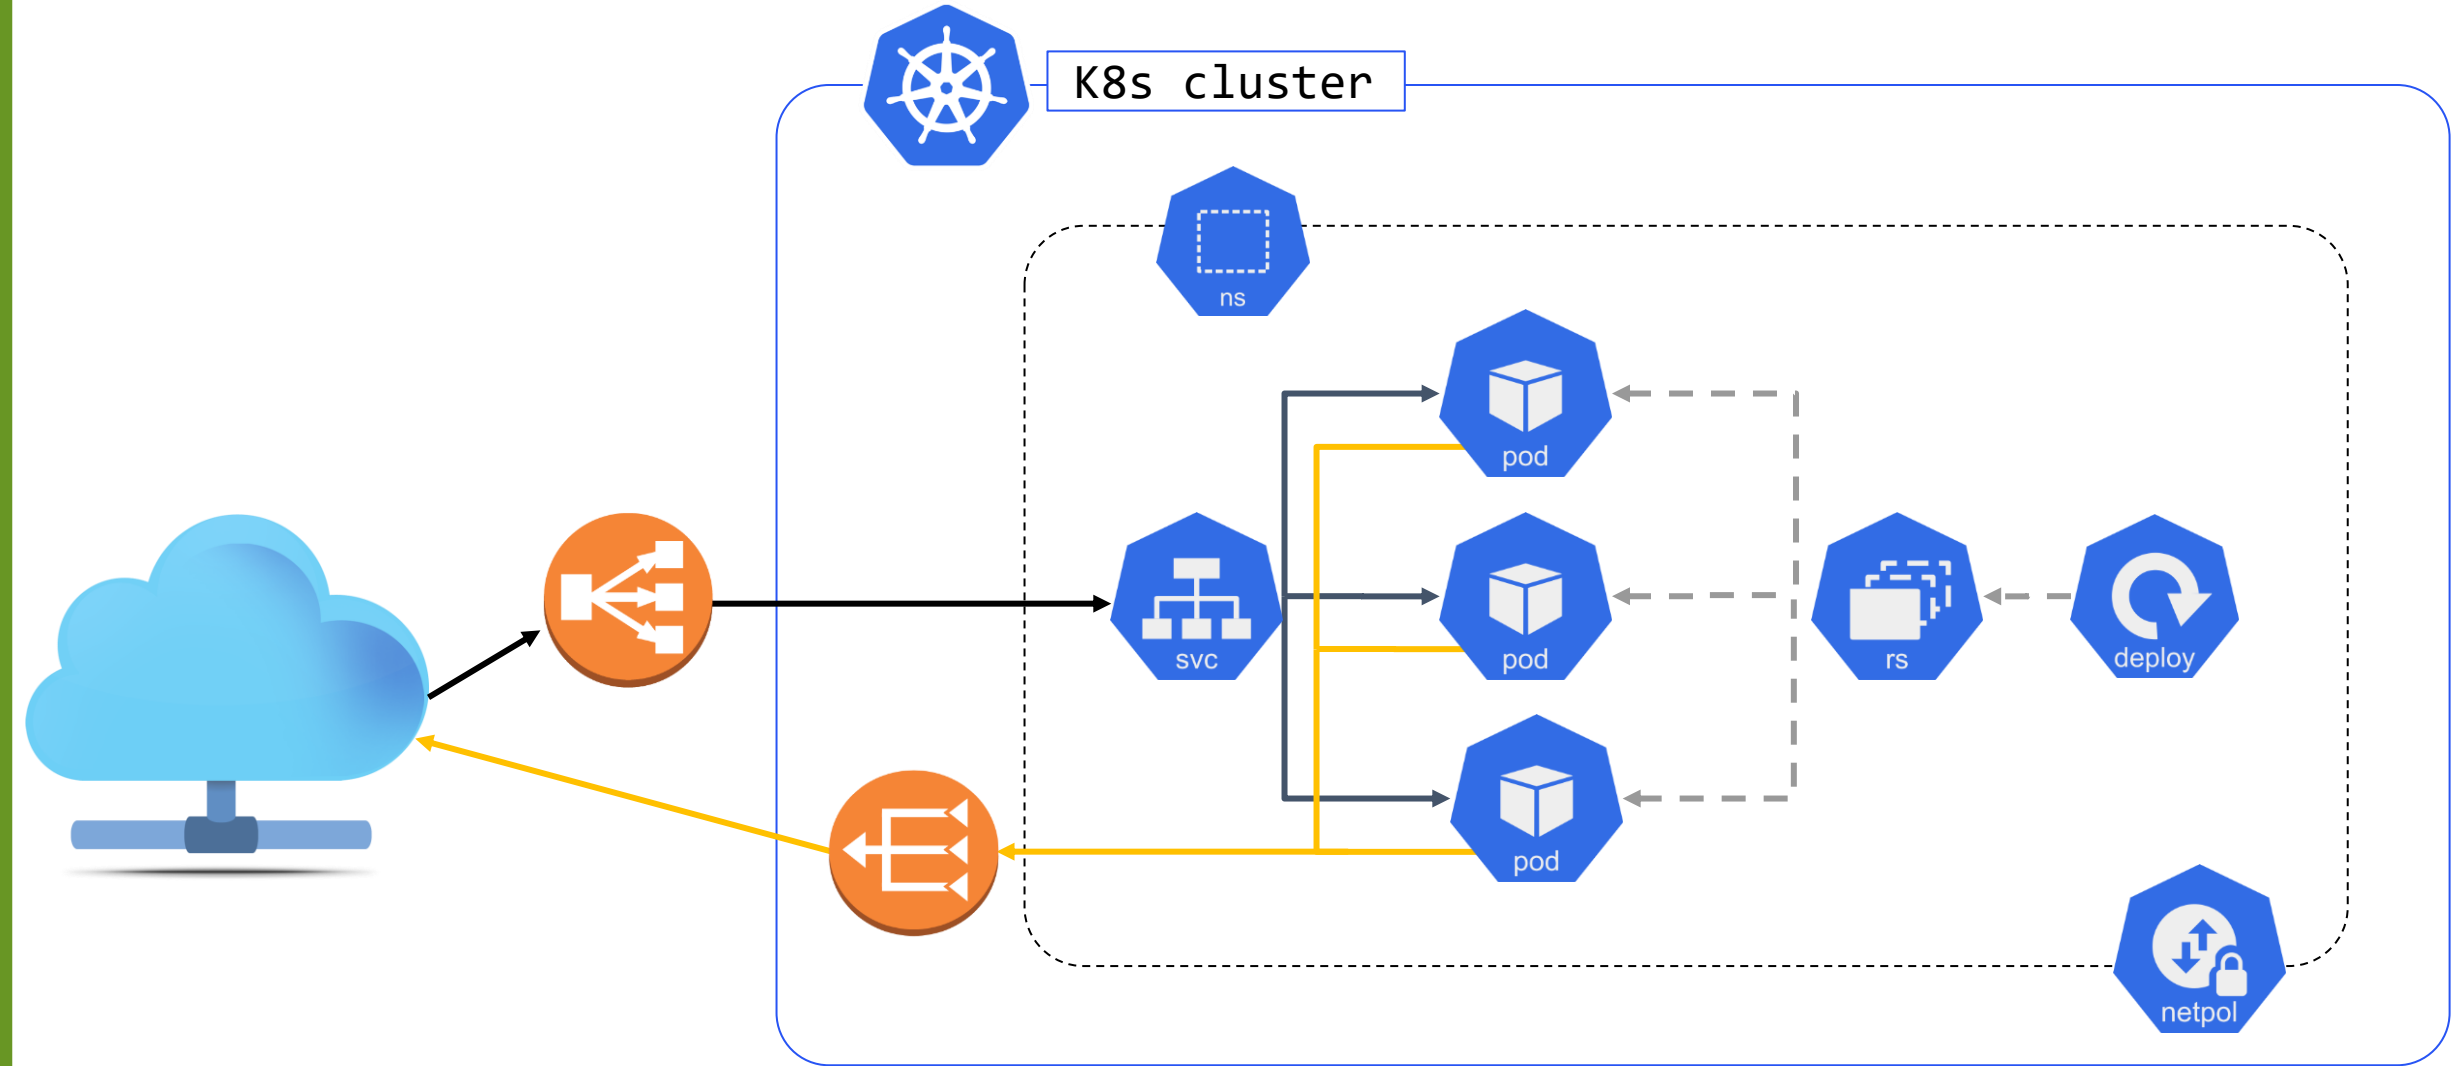 K8s cluster
ns
pod
svc
pod
rs
deploy
pod
netpol